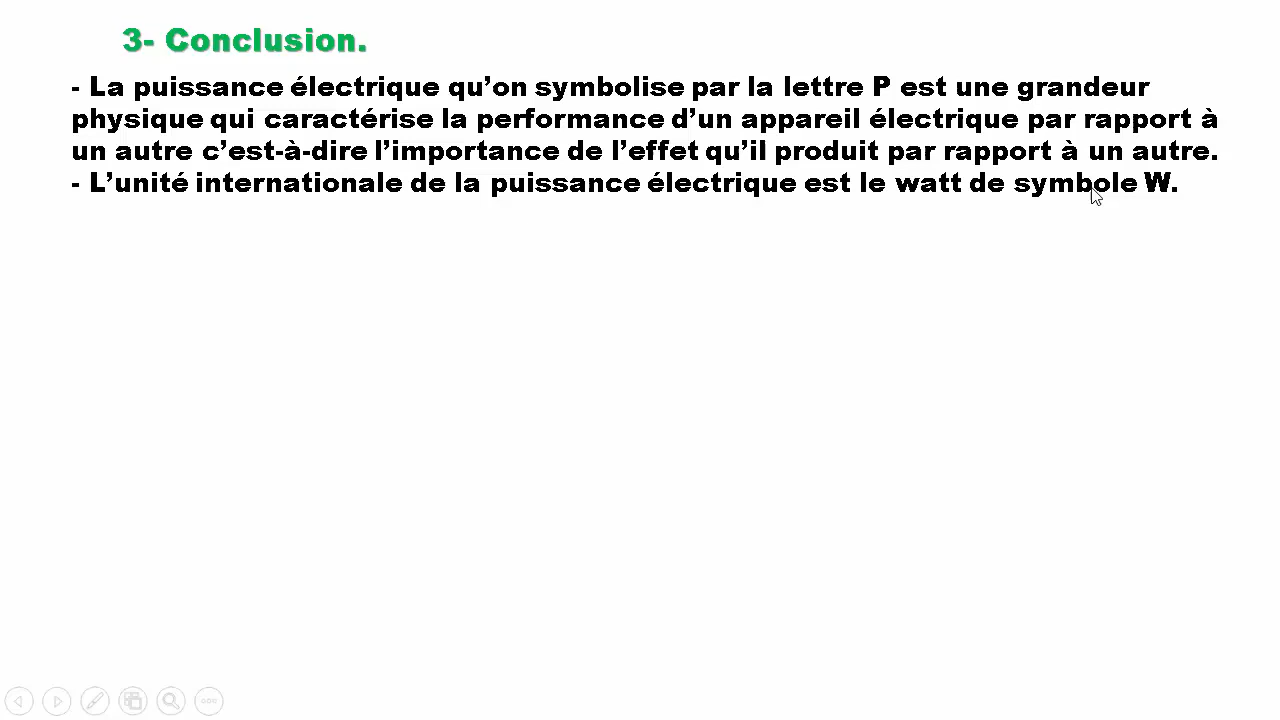 3- Conclusion.
- La puissance électrique qu’on symbolise par la lettre P est une grandeur
physique qui caractérise la performance d’un appareil électrique par rapport à
un autre c’est-à-dire l’importance de l’effet qu’il produit par rapport à un autre.
- L’unité internationale de la puissance électrique est le watt de symbole W.